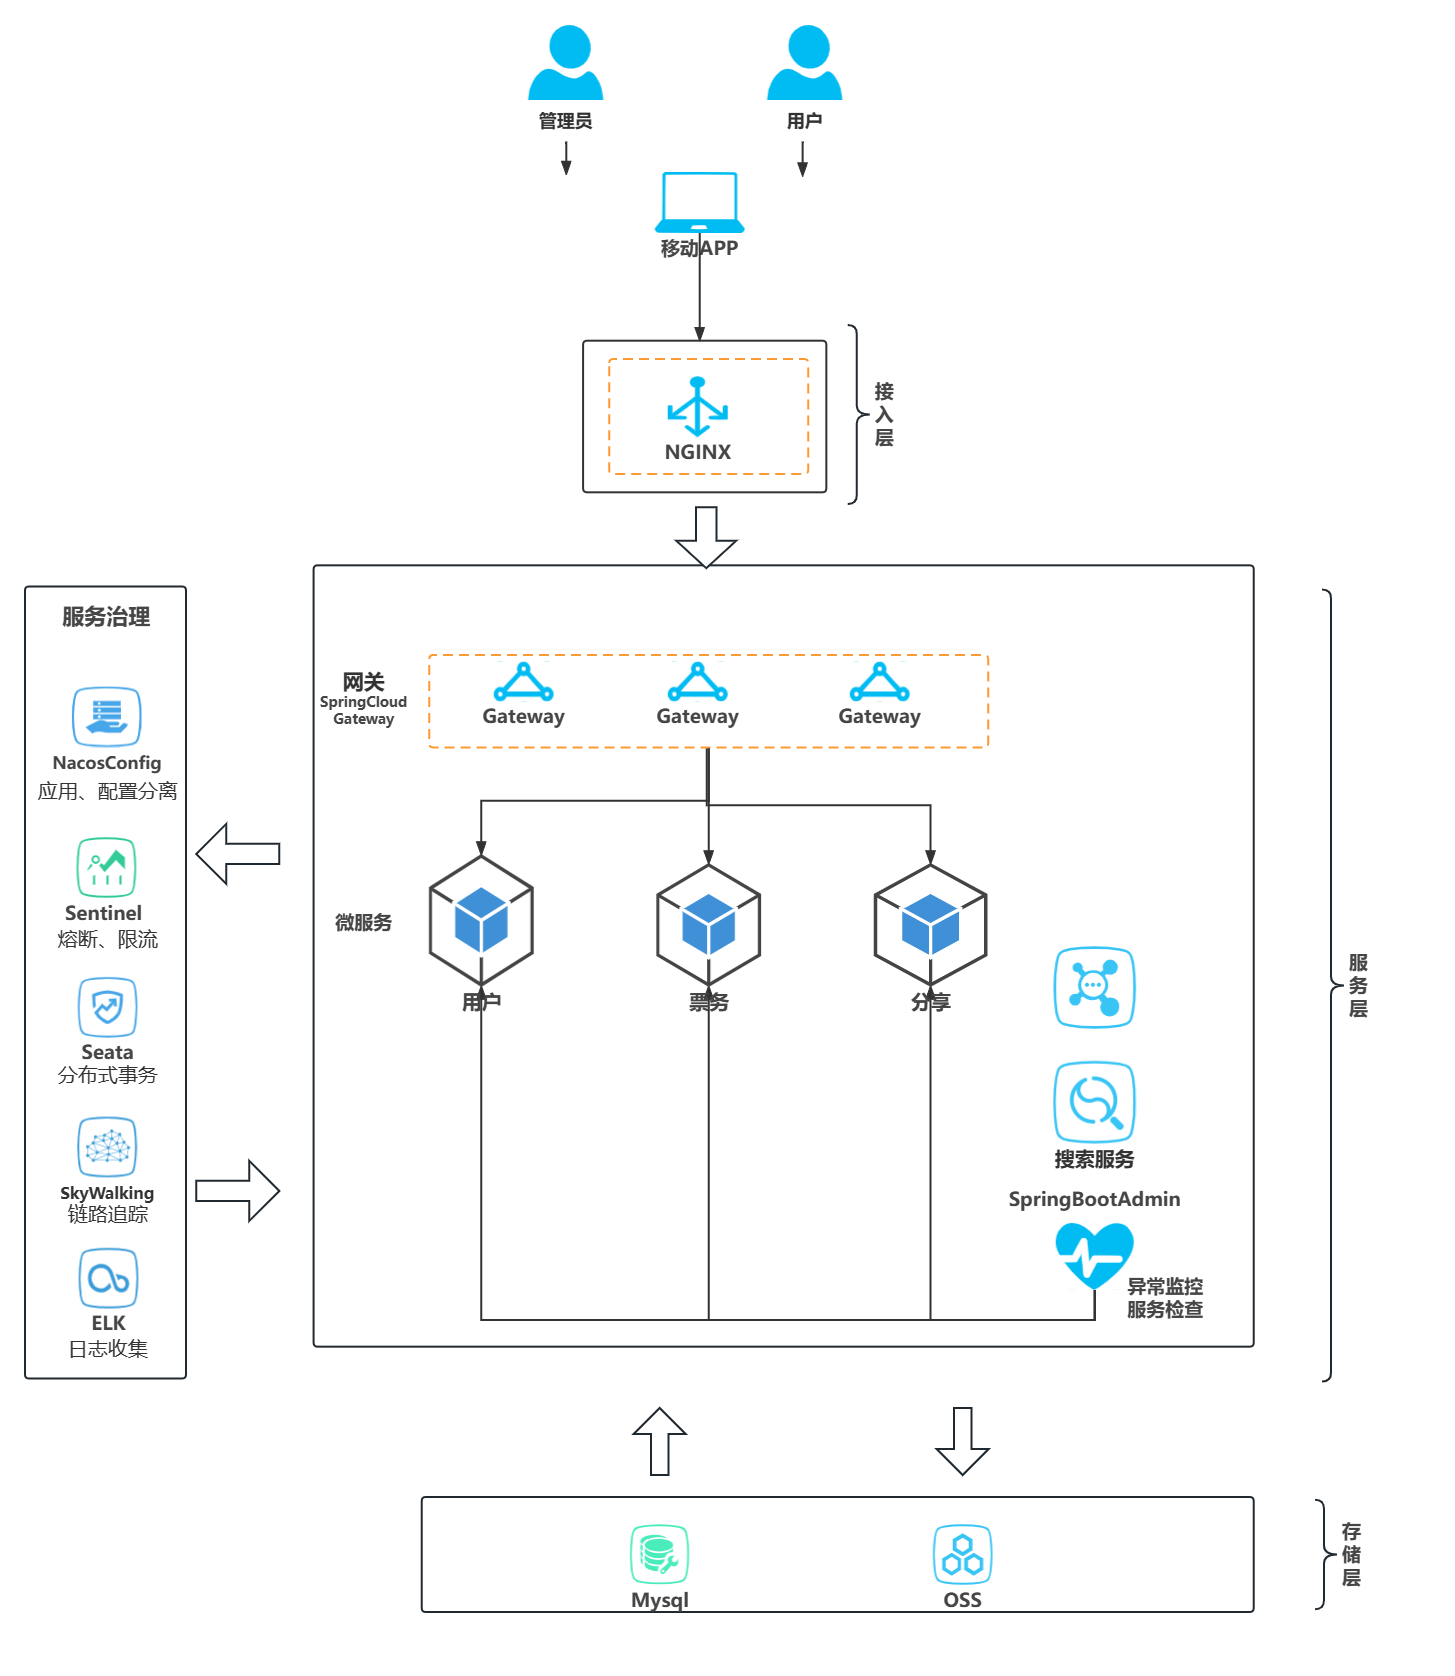 管理员
用户
移动APP
NGINX
接
入
层
服务治理
NacosConfig
应用、配置分离
Sentinel
熔断、限流
Seata
分布式事务
SkyWalking
链路追踪
ELK
日志收集
网关
SpringCloud
Gateway
Gateway
Gateway
Gateway
微服务
用户
票务
分享
搜索服务
SpringBootAdmin
异常监控
服务检查
服
务
层
Mysql
OSS
存
储
层